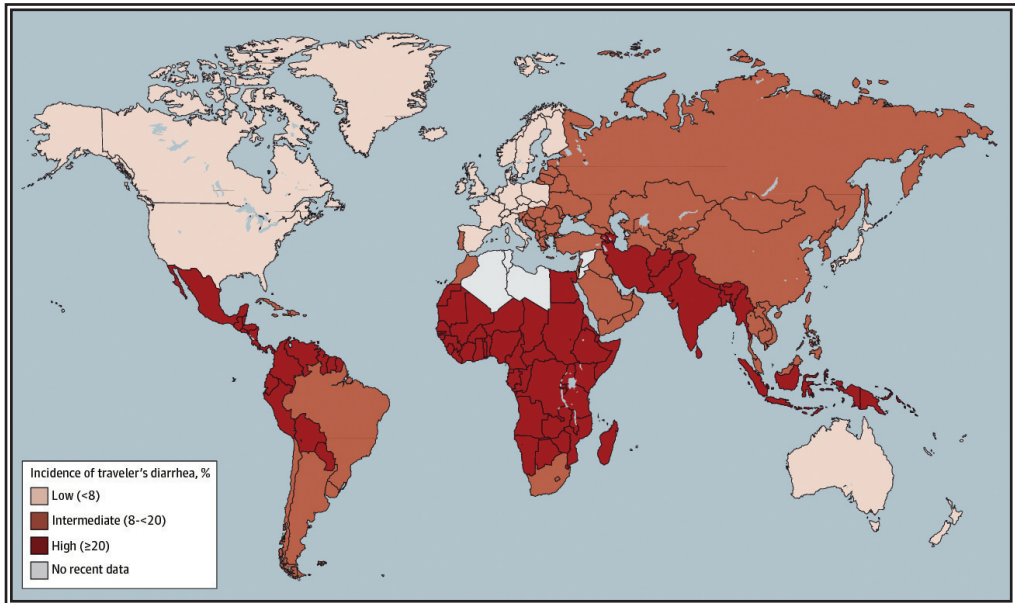 Incidence of traveler's diarrhea, %
Low (<8)
Intermediate (8-<20)
High (≥20)
No recent data